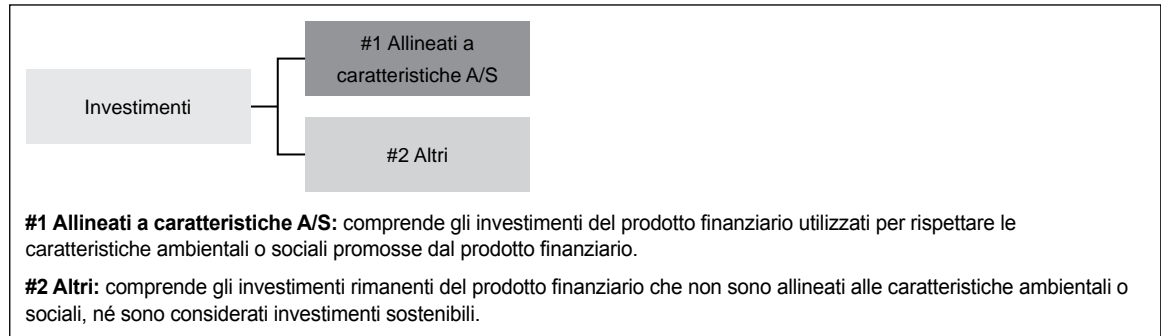 #1 Allineati a
caratteristiche A/S
Investimenti
#2 Altri
#1 Allineati a caratteristiche A/S: comprende gli investimenti del prodotto finanziario utilizzati per rispettare le
caratteristiche ambientali o sociali promosse dal prodotto finanziario.
#2 Altri: comprende gli investimenti rimanenti del prodotto finanziario che non sono allineati alle caratteristiche ambientali o
sociali, né sono considerati investimenti sostenibili.